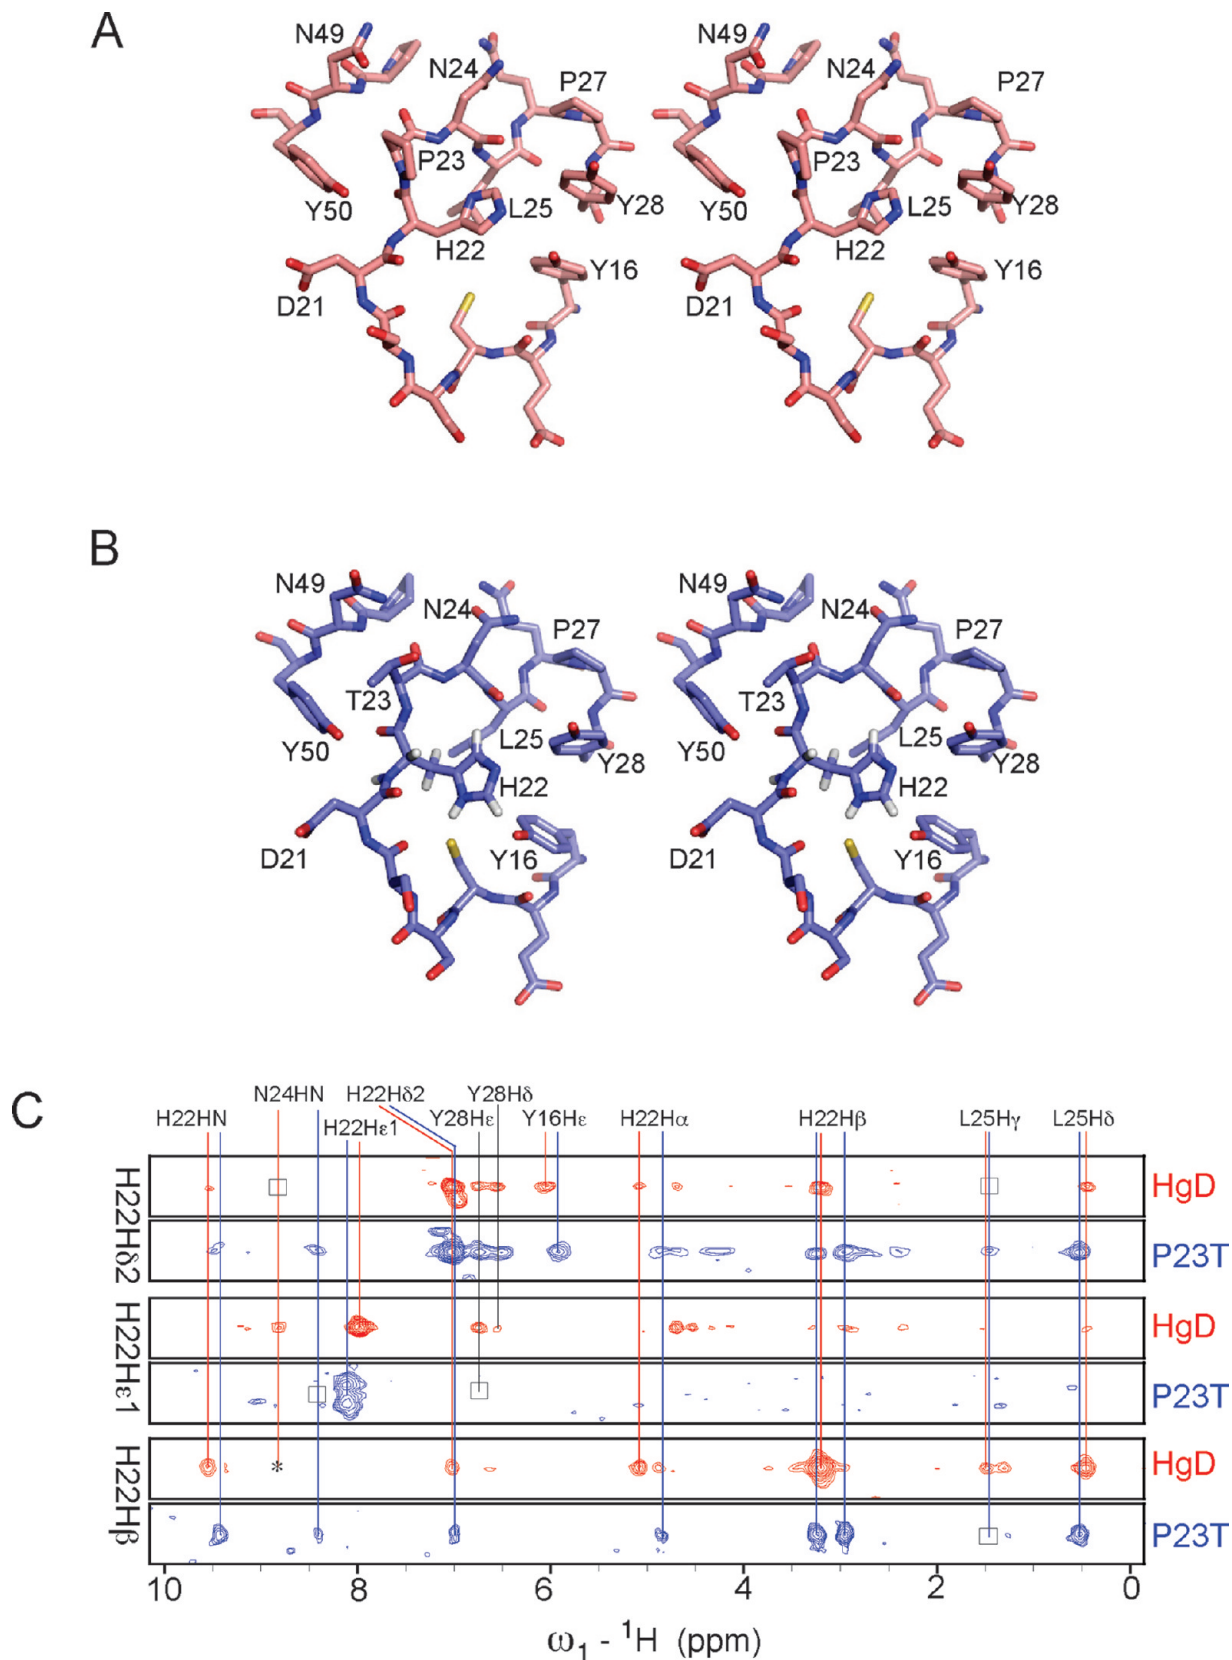 A
N49
N24
P27
P23
Y50
L25
Y28
H22
Y16
D21
N49
N24
P27
P23
Y50
L25
Y28
H22
Y16
D21
B
N49
N24
P27
T23
Y50
L25
Y28
H22
D21
Y16
N49
N24
P27
T23
Y50
L25
Y28
H22
D21
Y16
C
N24HN H22Hδ2 Y28Hδ
H22HN H22Hε1 Y28Hε Y16Hε H22Hα H22Hβ L25Hγ L25Hδ
H22Hδ2
HgD
P23T
H22Hε1
HgD
P23T
H22Hβ
*
HgD
P23T
10 8 6 4 2 0
ω1 - 1H (ppm)